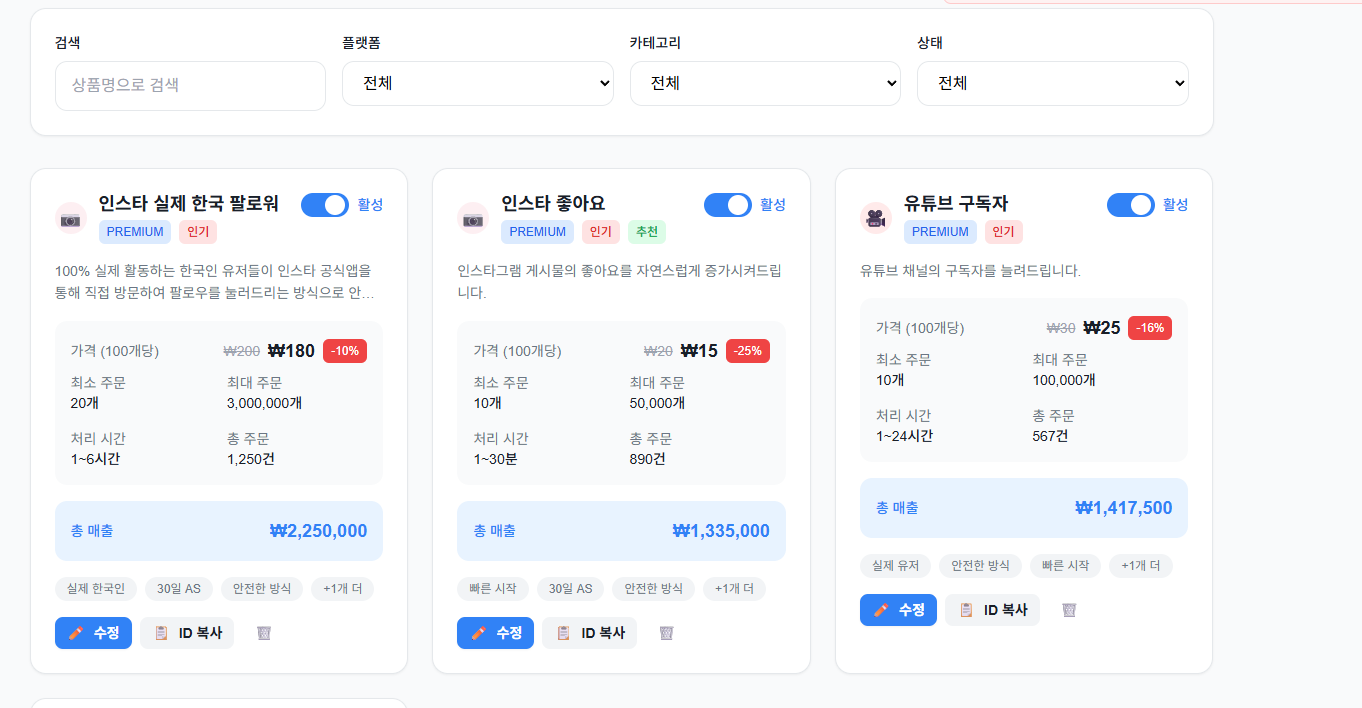 검색
플랫폼
카테고리
상태
상품명으로 검색
전체
전체
전체
인스타 실제 한국 팔로워
활성
PREMIUM
인기
100% 실제 활동하는 한국인 유저들이 인스타 공식앱을
통해 직접 방문하여 팔로우를 눌러드리는 방식으로 안...
가격 (100개당)
₩200 ₩180 -10%
최소 주문
최대 주문
20개
3,000,000개
처리 시간
총 주문
1~6시간
1,250건
총 매출
₩2,250,000
실제 한국인
30일 AS
안전한 방식
+1개 더
수정
ID 복사
인스타 좋아요
활성
PREMIUM
인기
추천
인스타그램 게시물의 좋아요를 자연스럽게 증가시켜드립
니다.
가격 (100개당)
₩20 ₩15 -25%
최소 주문
최대 주문
10개
50,000개
처리 시간
총 주문
1~30분
890건
총 매출
₩1,335,000
빠른 시작
30일 AS
안전한 방식
+1개 더
수정
ID 복사
유튜브 구독자
활성
PREMIUM
인기
유튜브 채널의 구독자를 늘려드립니다.
가격 (100개당)
₩30 ₩25 -16%
최소 주문
최대 주문
10개
100,000개
처리 시간
총 주문
1~24시간
567건
총 매출
₩1,417,500
실제 유저
안전한 방식
빠른 시작
+1개 더
수정
ID 복사